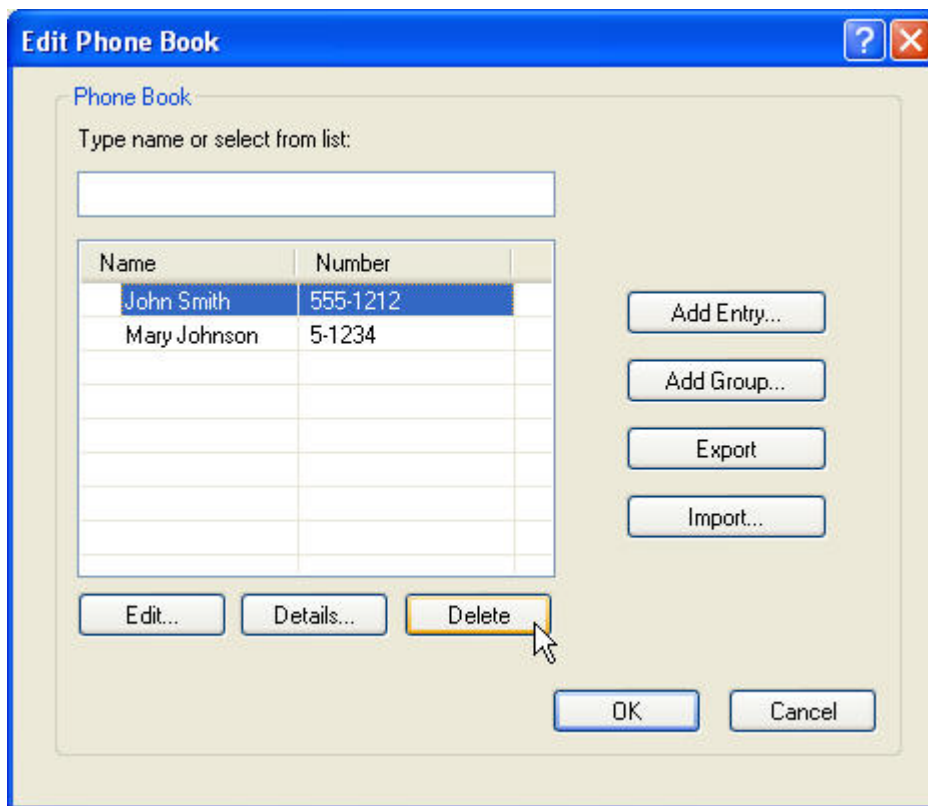 Edit Phone Book
Phone Book
Type name or select from list:
Name Number
John Smith 555-1212
Mary Johnson 5-1234
Add Entry...
Add Group...
Export
Import...
Edit... Details... Delete
OK Cancel